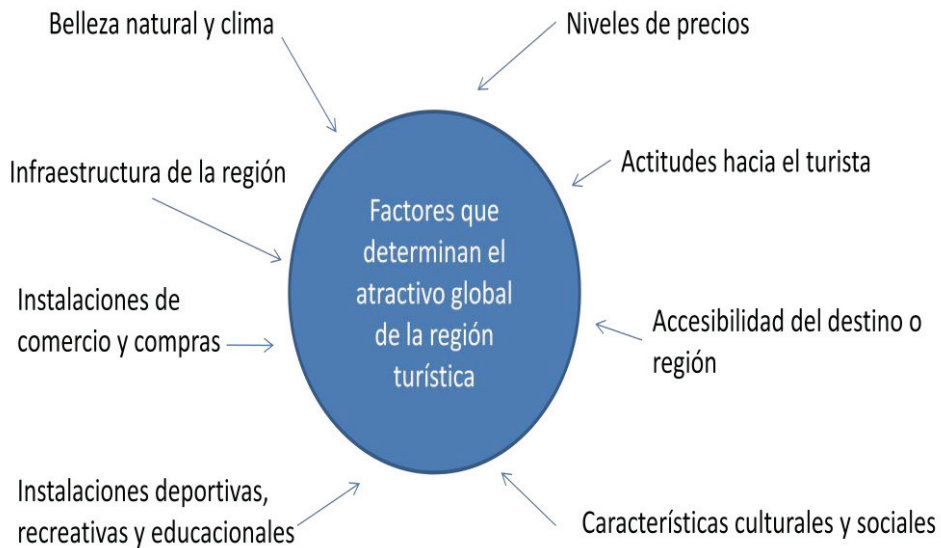 Belleza natural y clima
Niveles de precios
Infraestructura de la región
Actitudes hacia el turista
Factores que
determinan el
atractivo global
de la región
turística
Instalaciones de
comercio y compras
Accesibilidad del destino o
región
Instalaciones deportivas,
recreativas y educacionales
Características culturales y sociales